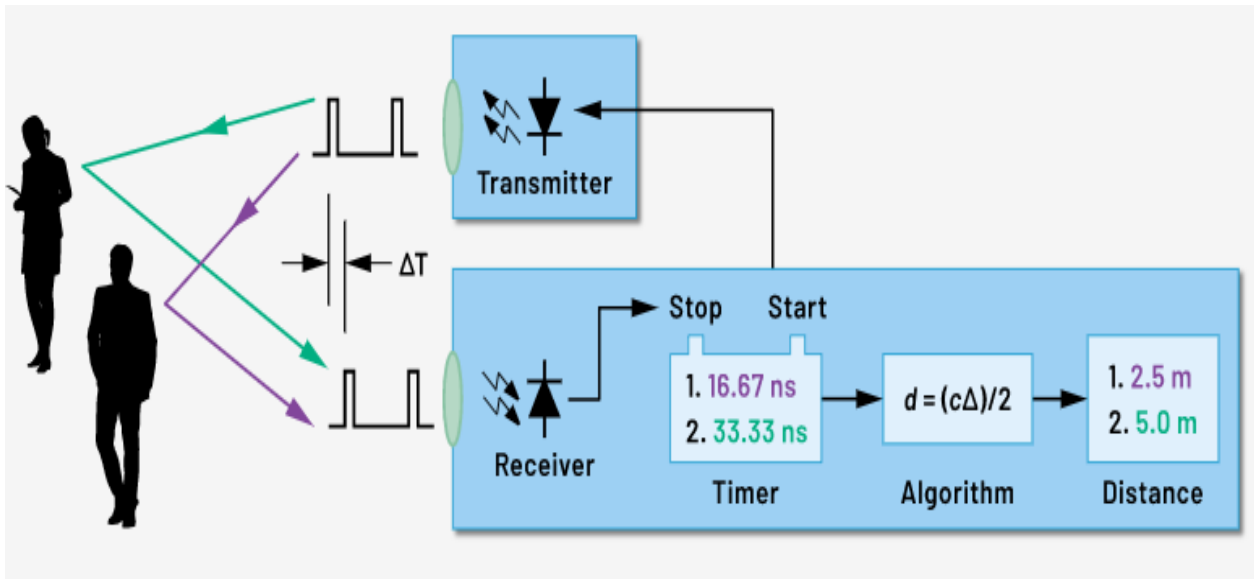 Transmitter
ΔT
Stop
Start
1. 16.67 ns
2. 33.33 ns
d = (cΔ)/2
1. 2.5 m
2. 5.0 m
Receiver
Timer
Algorithm
Distance